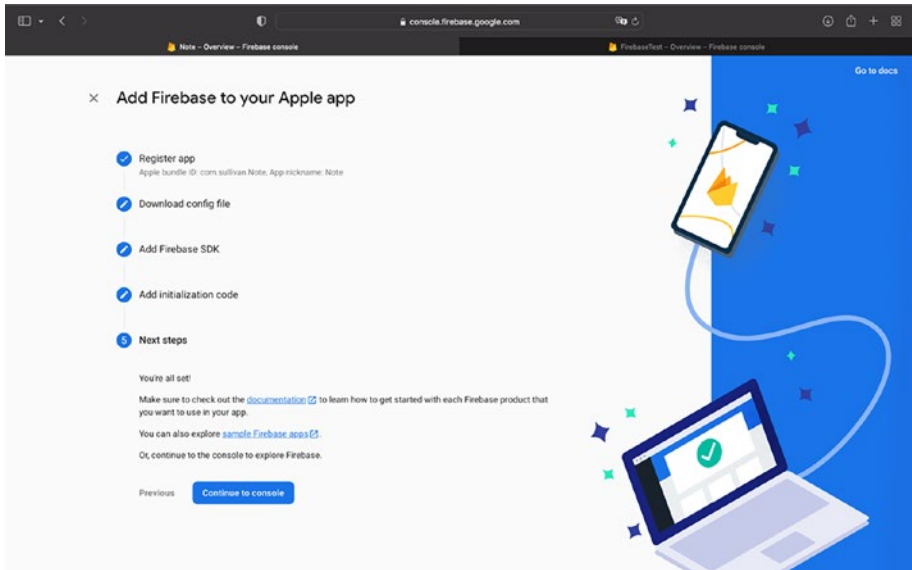 console.firebase.google.com
Note – Overview – Firebase console
FirebaseTest – Overview – Firebase console
Go to docs
Add Firebase to your Apple app
Register app
Apple bundle ID: com.sullivan.Note, App nickname: Note
Download config file
Add Firebase SDK
Add initialization code
5 Next steps
You're all set!
Make sure to check out the documentation to learn how to get started with each Firebase product that
you want to use in your app.
You can also explore sample Firebase apps.
Or, continue to the console to explore Firebase.
Previous Continue to console